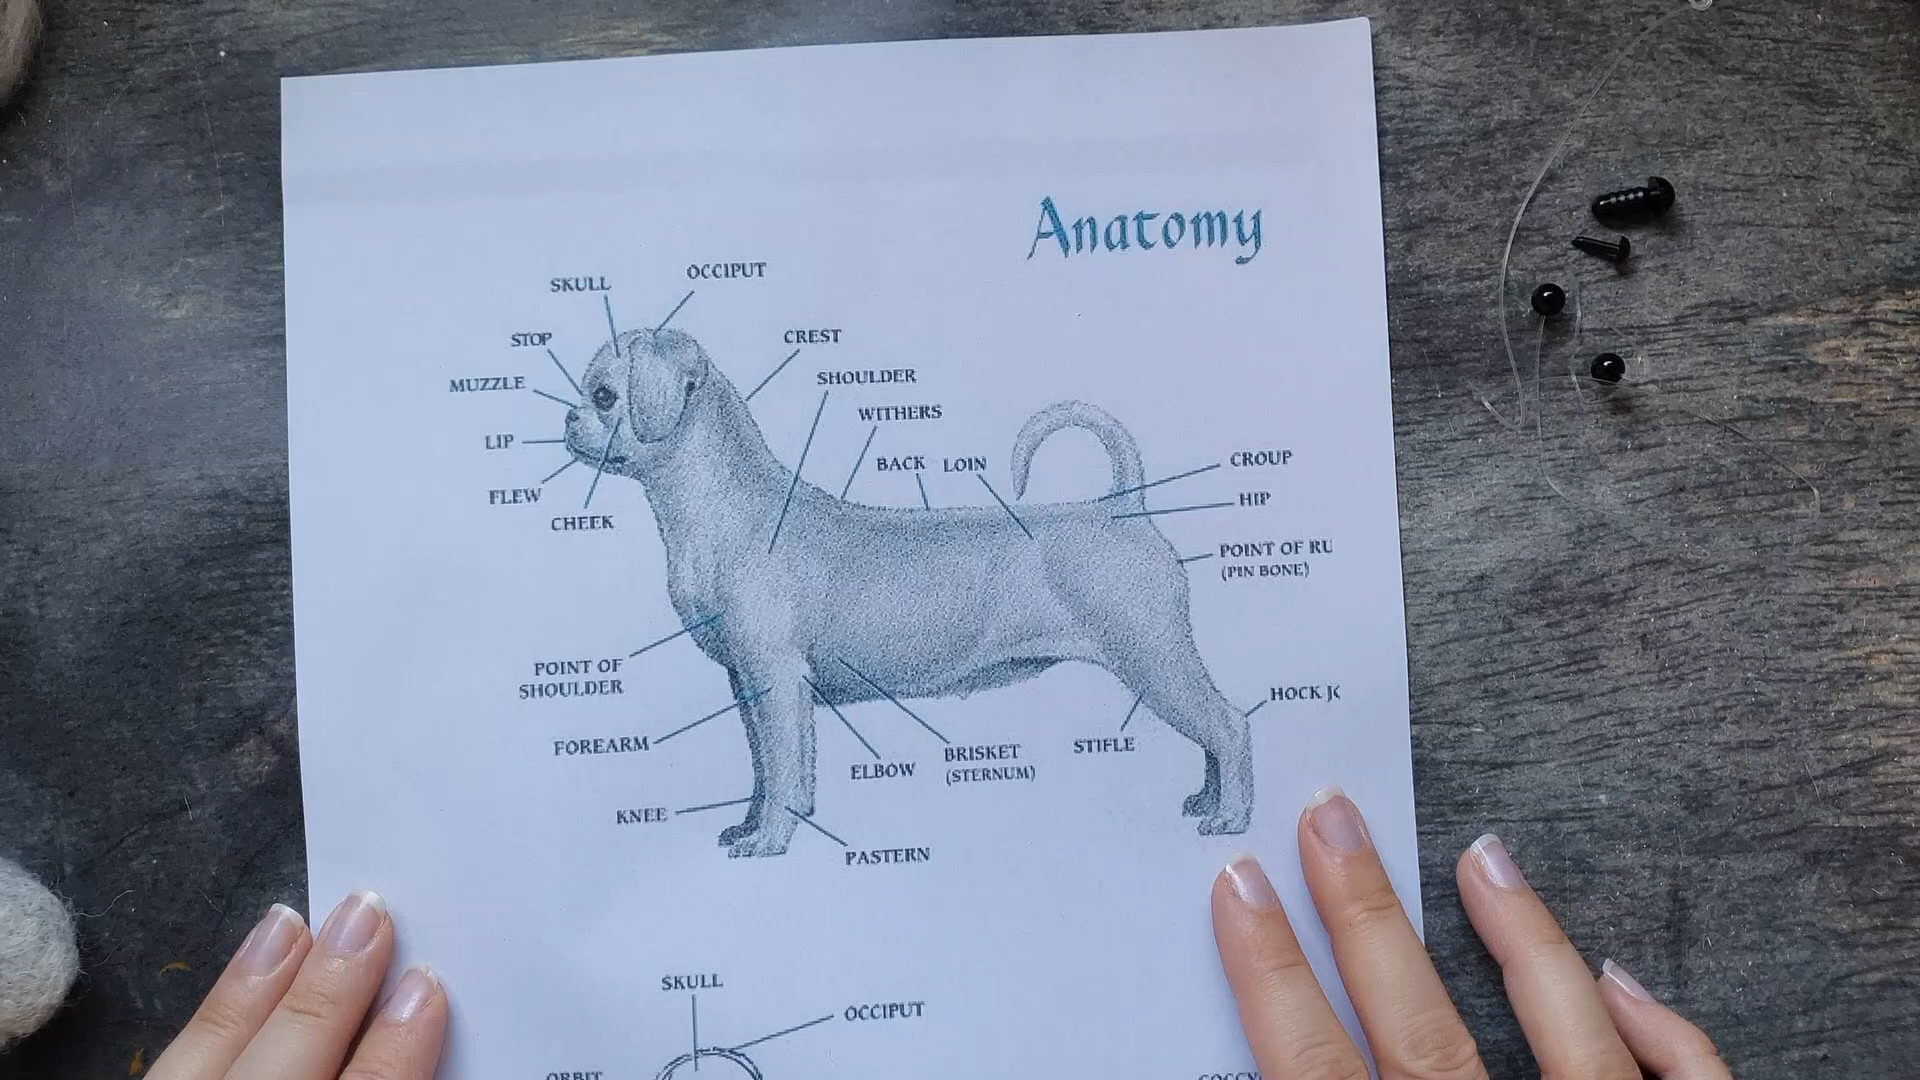 Anatomy
OCCIPUT
SKULL
STOP
CREST
MUZZLE
SHOULDER
WITHERS
LIP
BACK
LOIN
CROUP
FLEW
HIP
CHEEK
POINT OF RU
(PIN BONE)
POINT OF
SHOULDER
HOCK
FOREARM
STIFLE
BRISKET
(STERNUM)
ELBOW
KNEE
PASTERN
SKULL
OCCIPUT
ORBIT